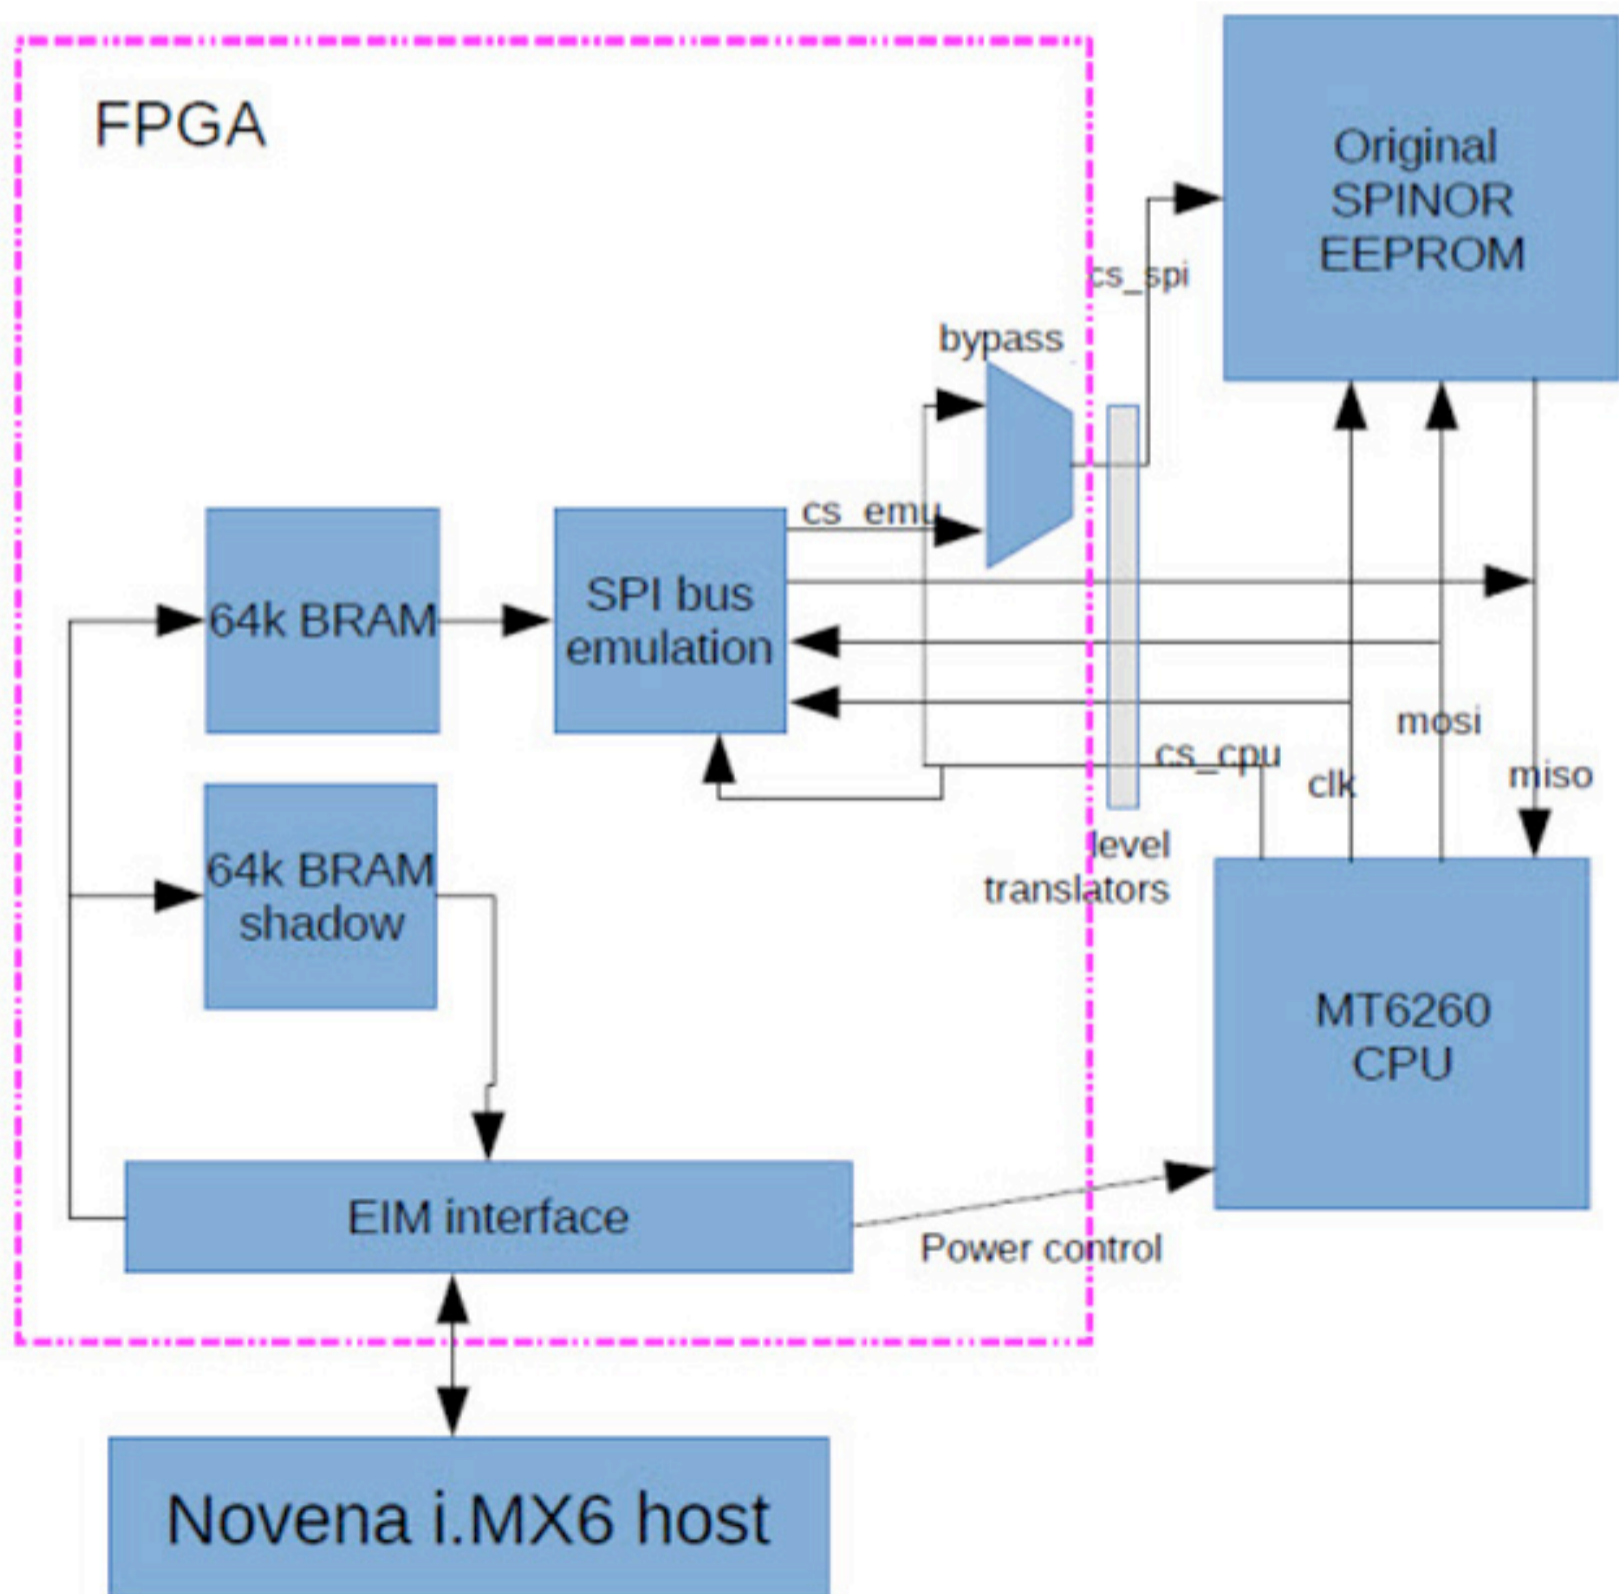 FPGA
Original
SPINOR
EEPROM
cs_spi
bypass
cs_emu
64k BRAM
SPI bus
emulation
mosi
cs_cpu
clk
miso
level
translators
64k BRAM
shadow
MT6260
CPU
EIM interface
Power control
Novena i.MX6 host